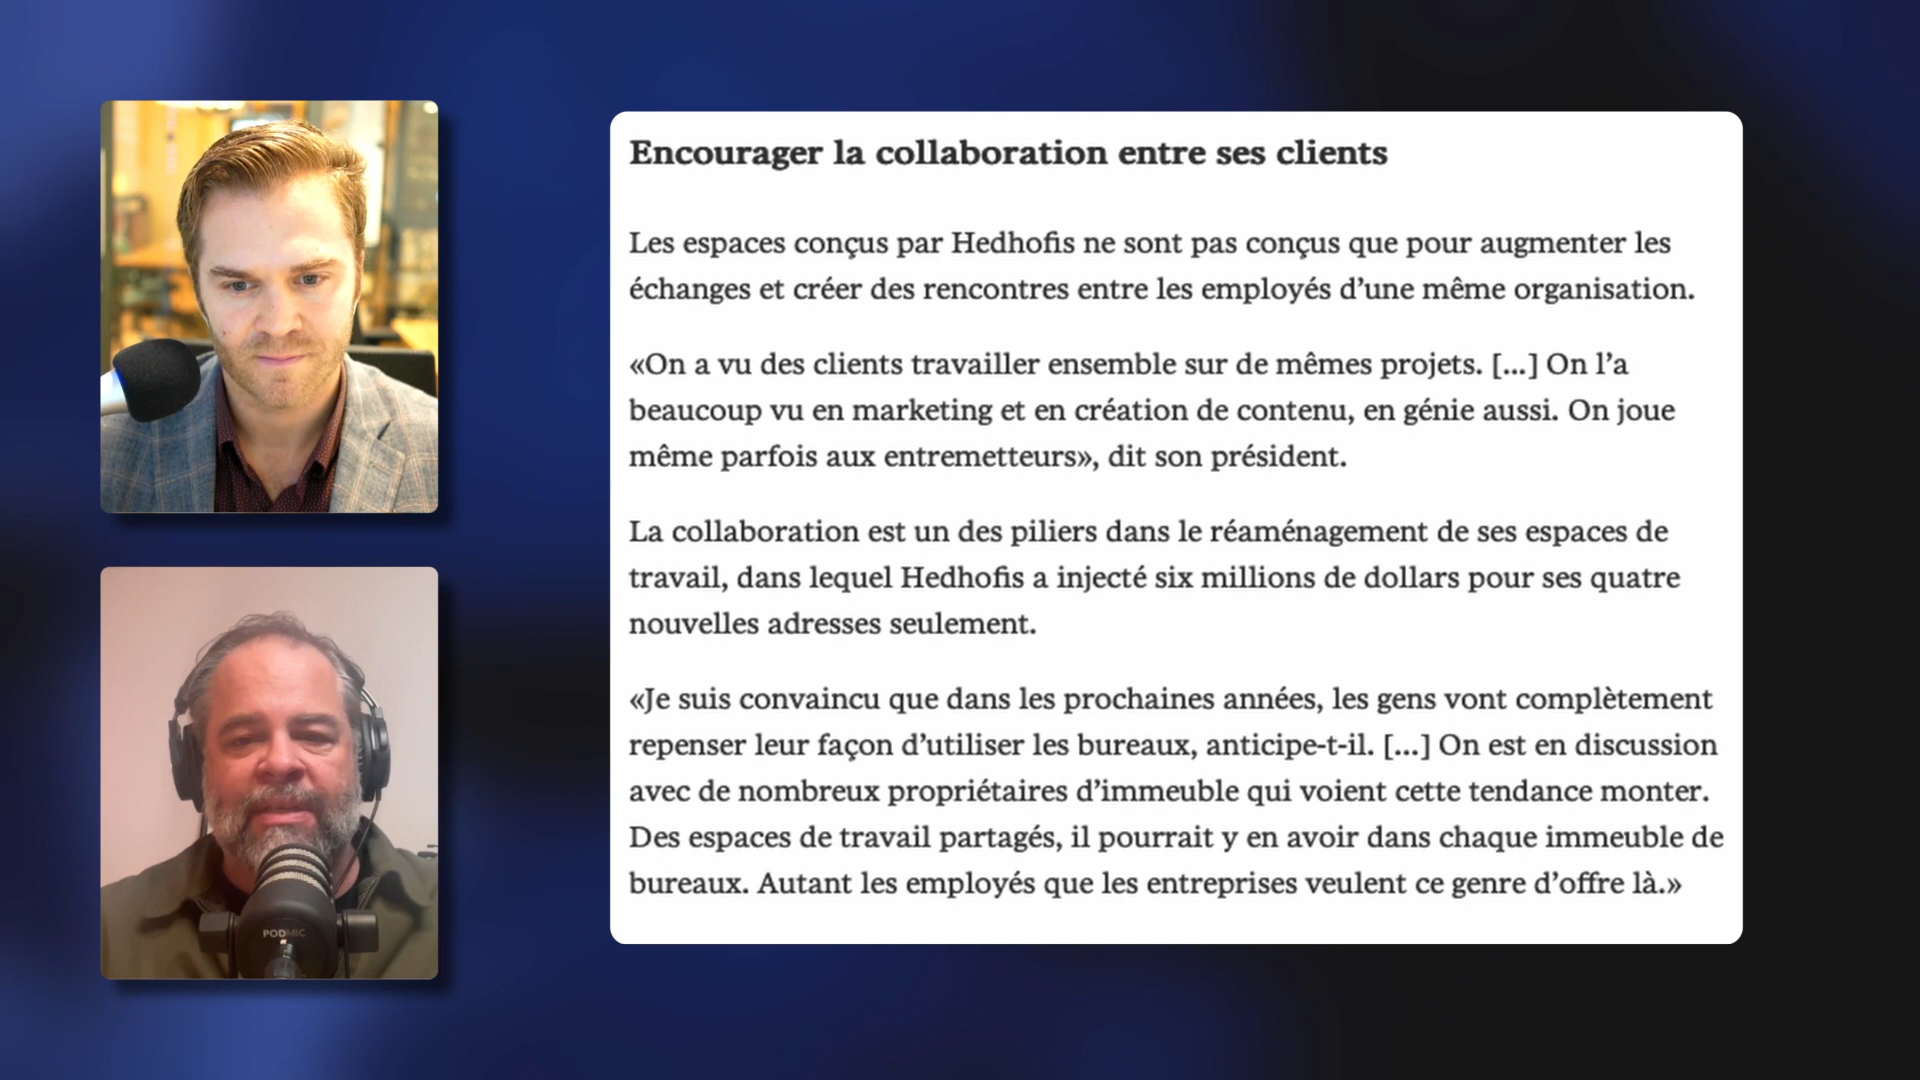 Encourager la collaboration entre ses clients
Les espaces conçus par Hedhofis ne sont pas conçus que pour augmenter les
échanges et créer des rencontres entre les employés d’une même organisation.
«On a vu des clients travailler ensemble sur de mêmes projets. [...] On l’a
beaucoup vu en marketing et en création de contenu, en génie aussi. On joue
même parfois aux entremetteurs», dit son président.
La collaboration est un des piliers dans le réaménagement de ses espaces de
travail, dans lequel Hedhofis a injecté six millions de dollars pour ses quatre
nouvelles adresses seulement.
«Je suis convaincu que dans les prochaines années, les gens vont complètement
repenser leur façon d’utiliser les bureaux, anticipe-t-il. [...] On est en discussion
avec de nombreux propriétaires d’immeuble qui voient cette tendance monter.
Des espaces de travail partagés, il pourrait y en avoir dans chaque immeuble de
bureaux. Autant les employés que les entreprises veulent ce genre d’offre là.»
PODMIC